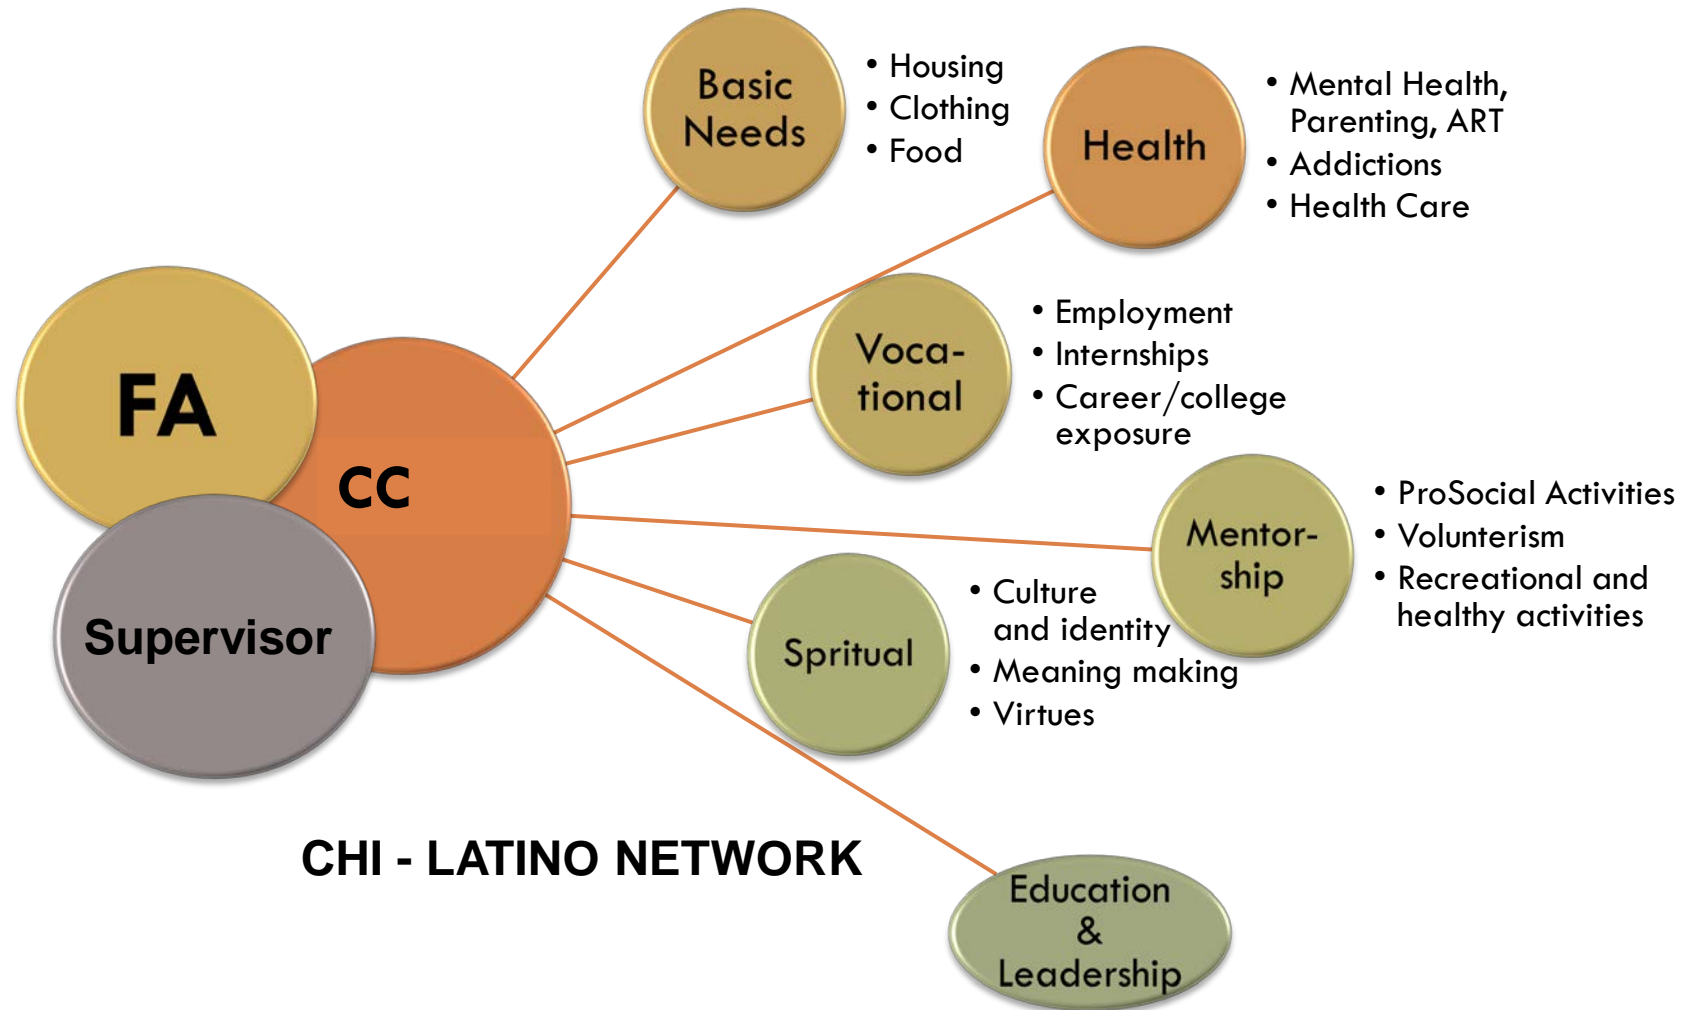 Basic
Needs
• Housing
• Clothing
• Food
Health
• Mental Health,
Parenting, ART
• Addictions
• Health Care
FA
CC
Supervisor
Voca-
tional
• Employment
• Internships
• Career/college
exposure
Mentor-
ship
• ProSocial Activities
• Volunterism
• Recreational and
healthy activities
Spritual
• Culture
and identity
• Meaning making
• Virtues
CHI - LATINO NETWORK
Education
&
Leadership